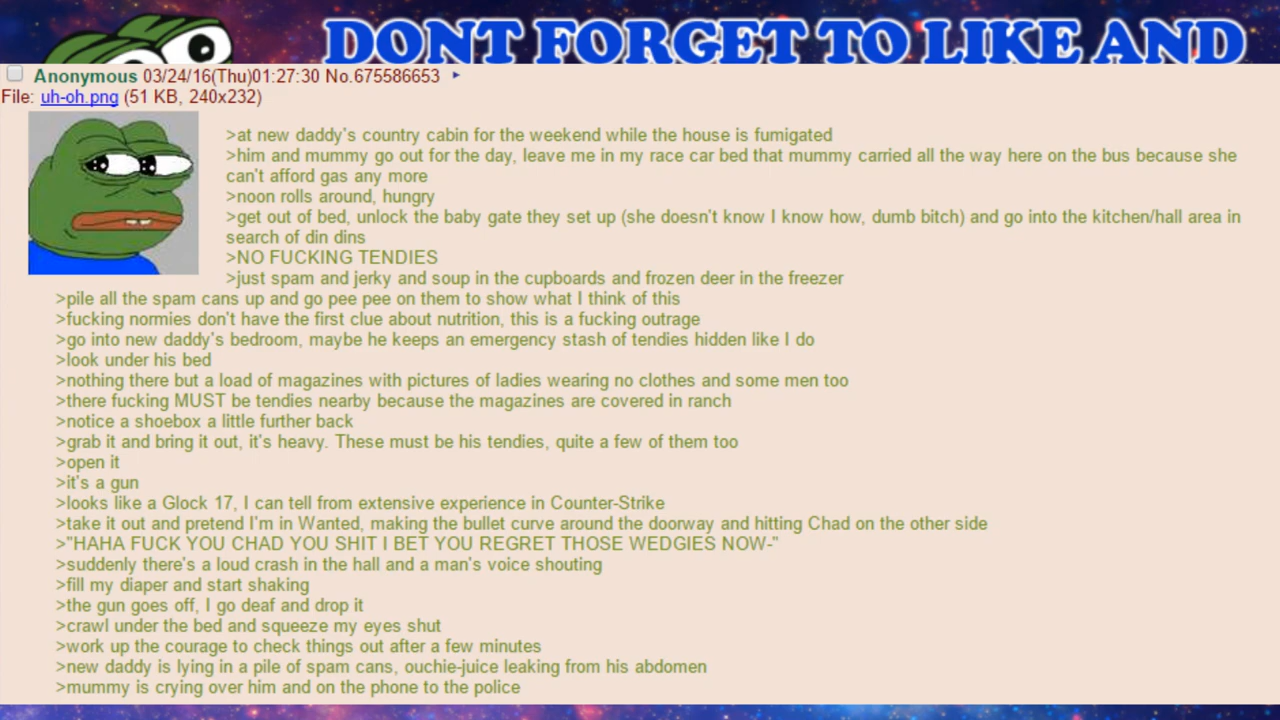 DONT FORGET TO LIKE AND
Anonymous 03/24/16(Thu)01:27:30 No.675586653
File: uh-oh.png (51 KB, 240x232)
>at new daddy's country cabin for the weekend while the house is fumigated
>him and mummy go out for the day, leave me in my race car bed that mummy carried all the way here on the bus because she
can't afford gas any more
>noon rolls around, hungry
>get out of bed, unlock the baby gate they set up (she doesn't know I know how, dumb bitch) and go into the kitchen/hall area in
search of din dins
>NO FUCKING TENDIES
>just spam and jerky and soup in the cupboards and frozen deer in the freezer
>pile all the spam cans up and go pee pee on them to show what I think of this
>fucking normies don't have the first clue about nutrition, this is a fucking outrage
>go into new daddy's bedroom, maybe he keeps an emergency stash of tendies hidden like I do
>look under his bed
>nothing there but a load of magazines with pictures of ladies wearing no clothes and some men too
>there fucking MUST be tendies nearby because the magazines are covered in ranch
>notice a shoebox a little further back
>grab it and bring it out, it's heavy. These must be his tendies, quite a few of them too
>open it
>it's a gun
>looks like a Glock 17, I can tell from extensive experience in Counter-Strike
>take it out and pretend I'm in Wanted, making the bullet curve around the doorway and hitting Chad on the other side
>"HAHA FUCK YOU CHAD YOU SHIT I BET YOU REGRET THOSE WEDGIES NOW-"
>suddenly there's a loud crash in the hall and a man's voice shouting
>fill my diaper and start shaking
>the gun goes off, I go deaf and drop it
>crawl under the bed and squeeze my eyes shut
>work up the courage to check things out after a few minutes
>new daddy is lying in a pile of spam cans, ouchie-juice leaking from his abdomen
>mummy is crying over him and on the phone to the police